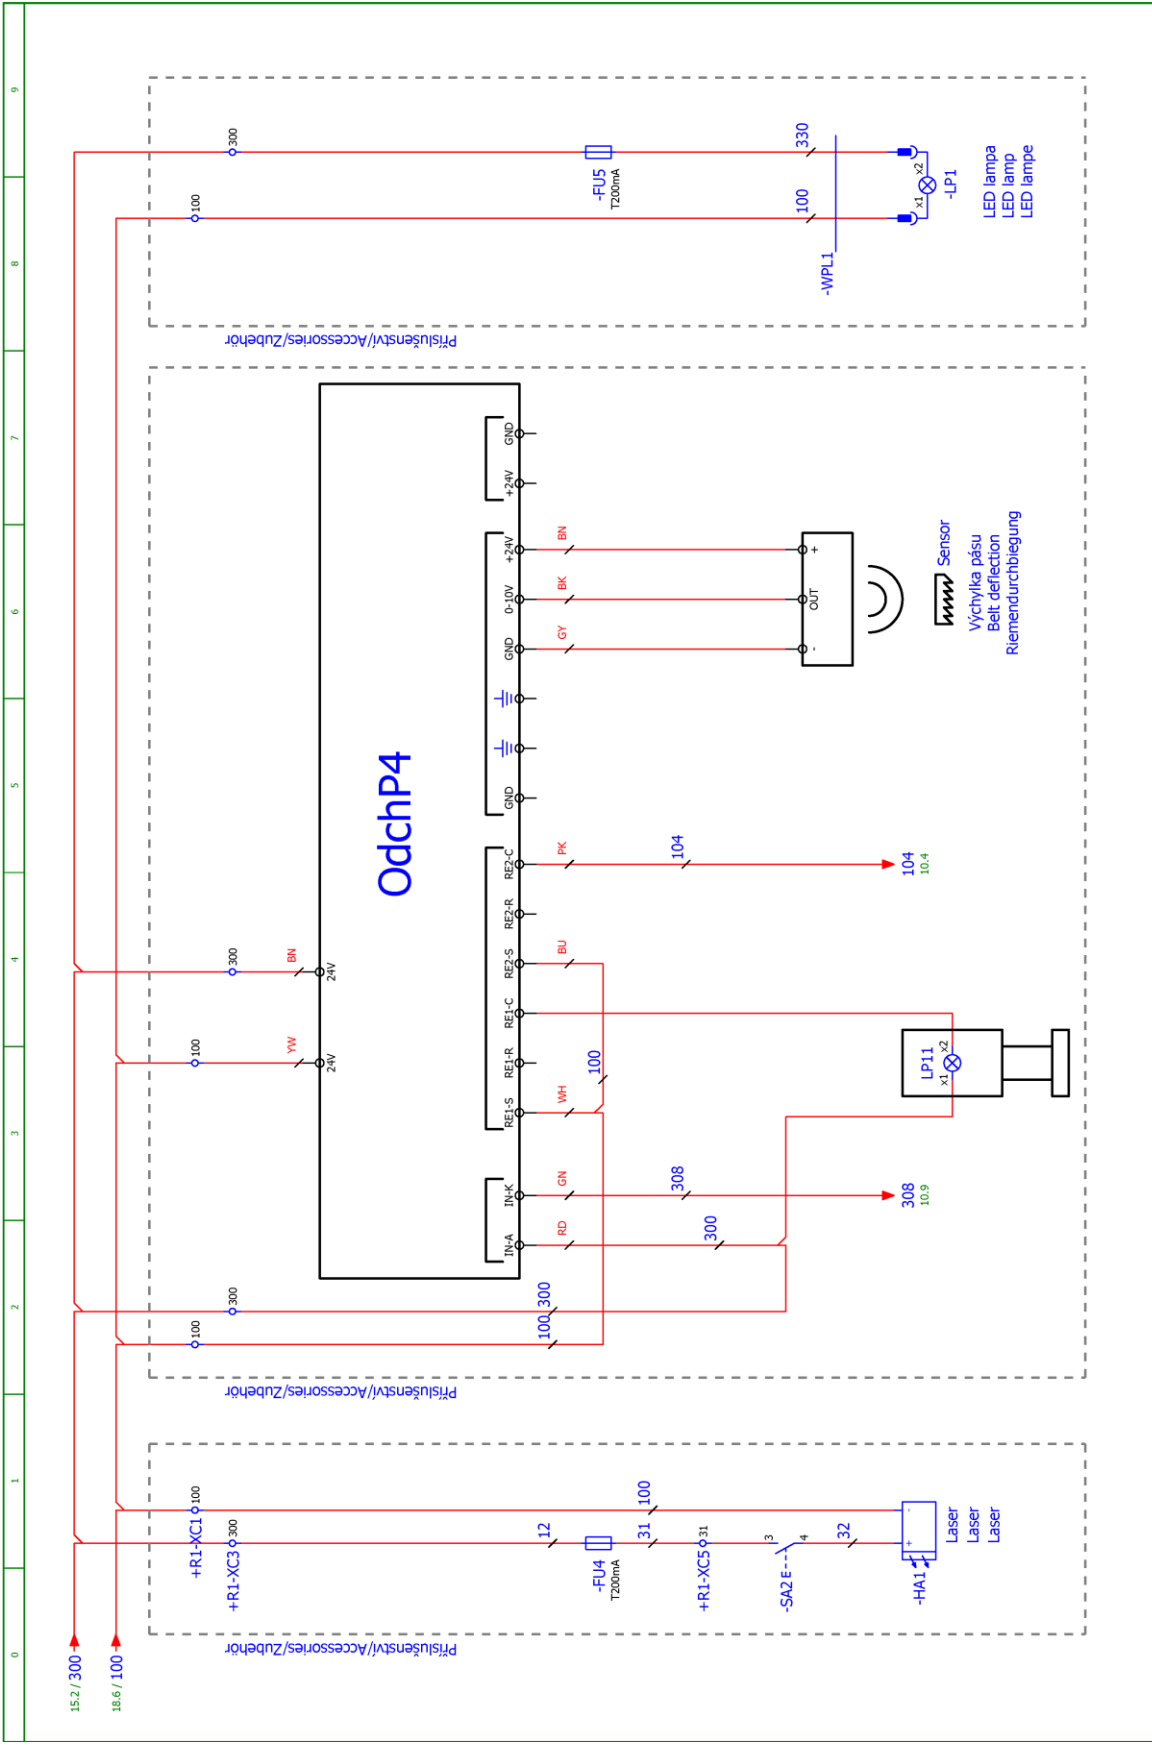 0
1
2
3
4
5
6
7
8
9
15.2 / 300
18.6 / 100
Příslušenství/Accessories/Zubehör
+R1-XC1
100
+R1-XC3
300
12
-FU4
T200mA
31
100
+R1-XC5
31
-SA2
E
3
4
32
-HA1
+
-
Laser
Laser
Laser
Příslušenství/Accessories/Zubehör
100
300
100
300
100
300
YW
BN
24V
24V
OdchP4
IN-A
IN-K
RE1-S
RE1-R
RE1-C
RE2-S
RE2-R
RE2-C
GND
GND
0-10V
+24V
+24V
GND
RD
GN
WH
BU
PK
GY
BK
BN
300
308
100
104
308
10.9
LP11
x1
x2
104
10.4
-
OUT
+
Sensor
Výchylka pásu
Belt deflection
Riemendurchbiegung
Příslušenství/Accessories/Zubehör
100
300
-FU5
T200mA
100
330
-WPL1
x1
x2
-LP1
LED lampa
LED lamp
LED lampe